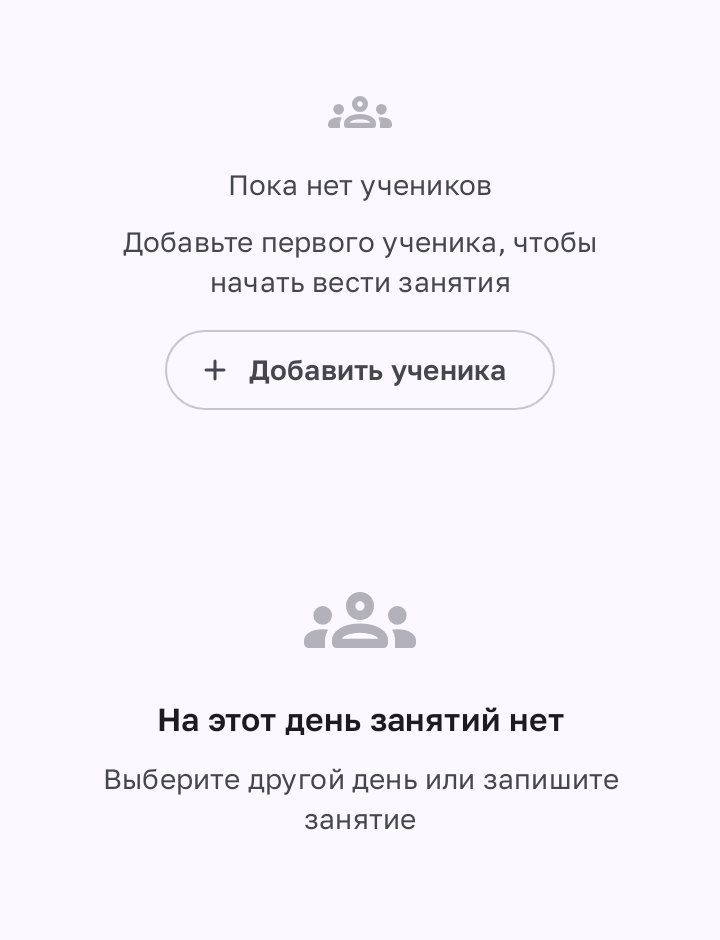 Пока нет учеников
Добавьте первого ученика, чтобы
начать вести занятия
+ Добавить ученика
На этот день занятий нет
Выберите другой день или запишите
занятие